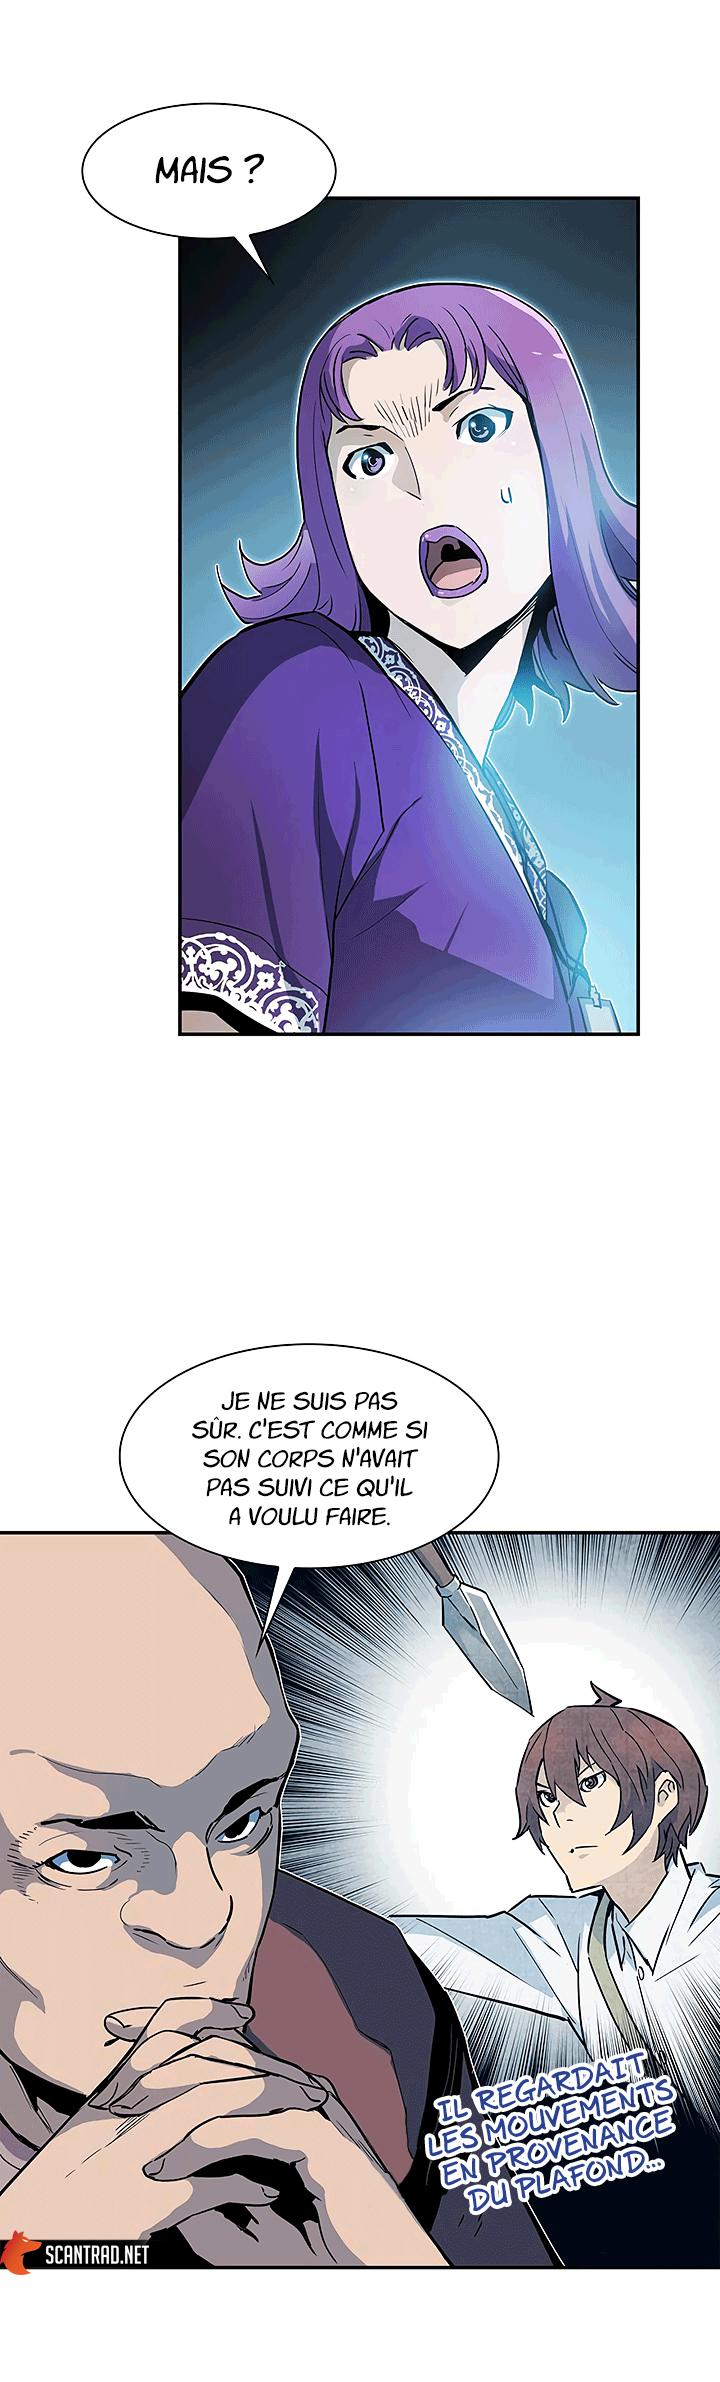 MAIS ?
JE NE SUIS PAS
SÛR. C'EST COMME SI
SON CORPS N'AVAIT
PAS SUIVI CE QU'IL
A VOULU FAIRE.
IL REGARDAIT
LES MOUVEMENTS
EN PROVENANCE
DU PLAFOND...
SCANTRAD.NET